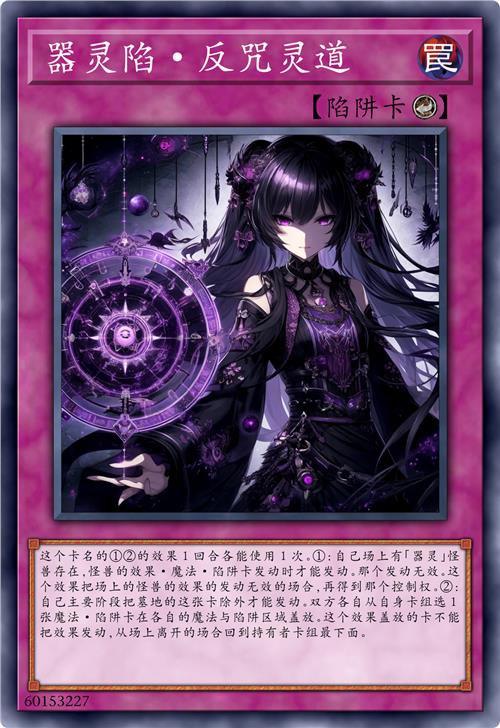 器灵陷・反咒灵道
罠
【陷阱卡】
这个卡名的①②的效果1回合各能使用1次。①:自己场上有「器灵」怪
兽存在,怪兽的效果・魔法・陷阱卡发动时才能发动。那个发动无效。这
个效果把场上的怪兽的效果的发动无效的场合,再得到那个控制权。②:
自己主要阶段把墓地的这张卡除外才能发动。双方各自从自身卡组选1
张魔法・陷阱卡在各自的魔法与陷阱区域盖放。这个效果盖放的卡不能
把效果发动,从场上离开的场合回到持有者卡组最下面。
60153227